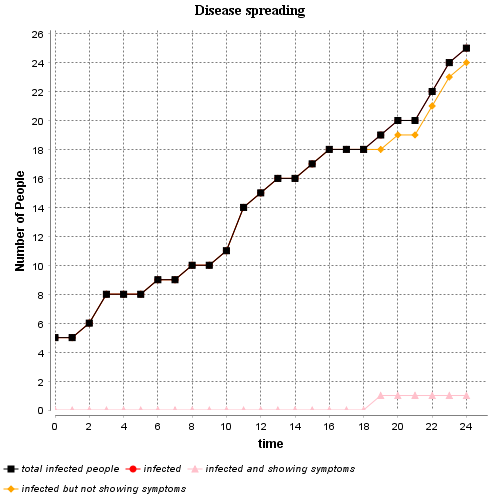 Disease spreading
26
24
22
20
18
16
14
12
10
8
6
4
2
0
Number of People
0 2 4 6 8 10 12 14 16 18 20 22 24
time
total infected people infected infected and showing symptoms
infected but not showing symptoms